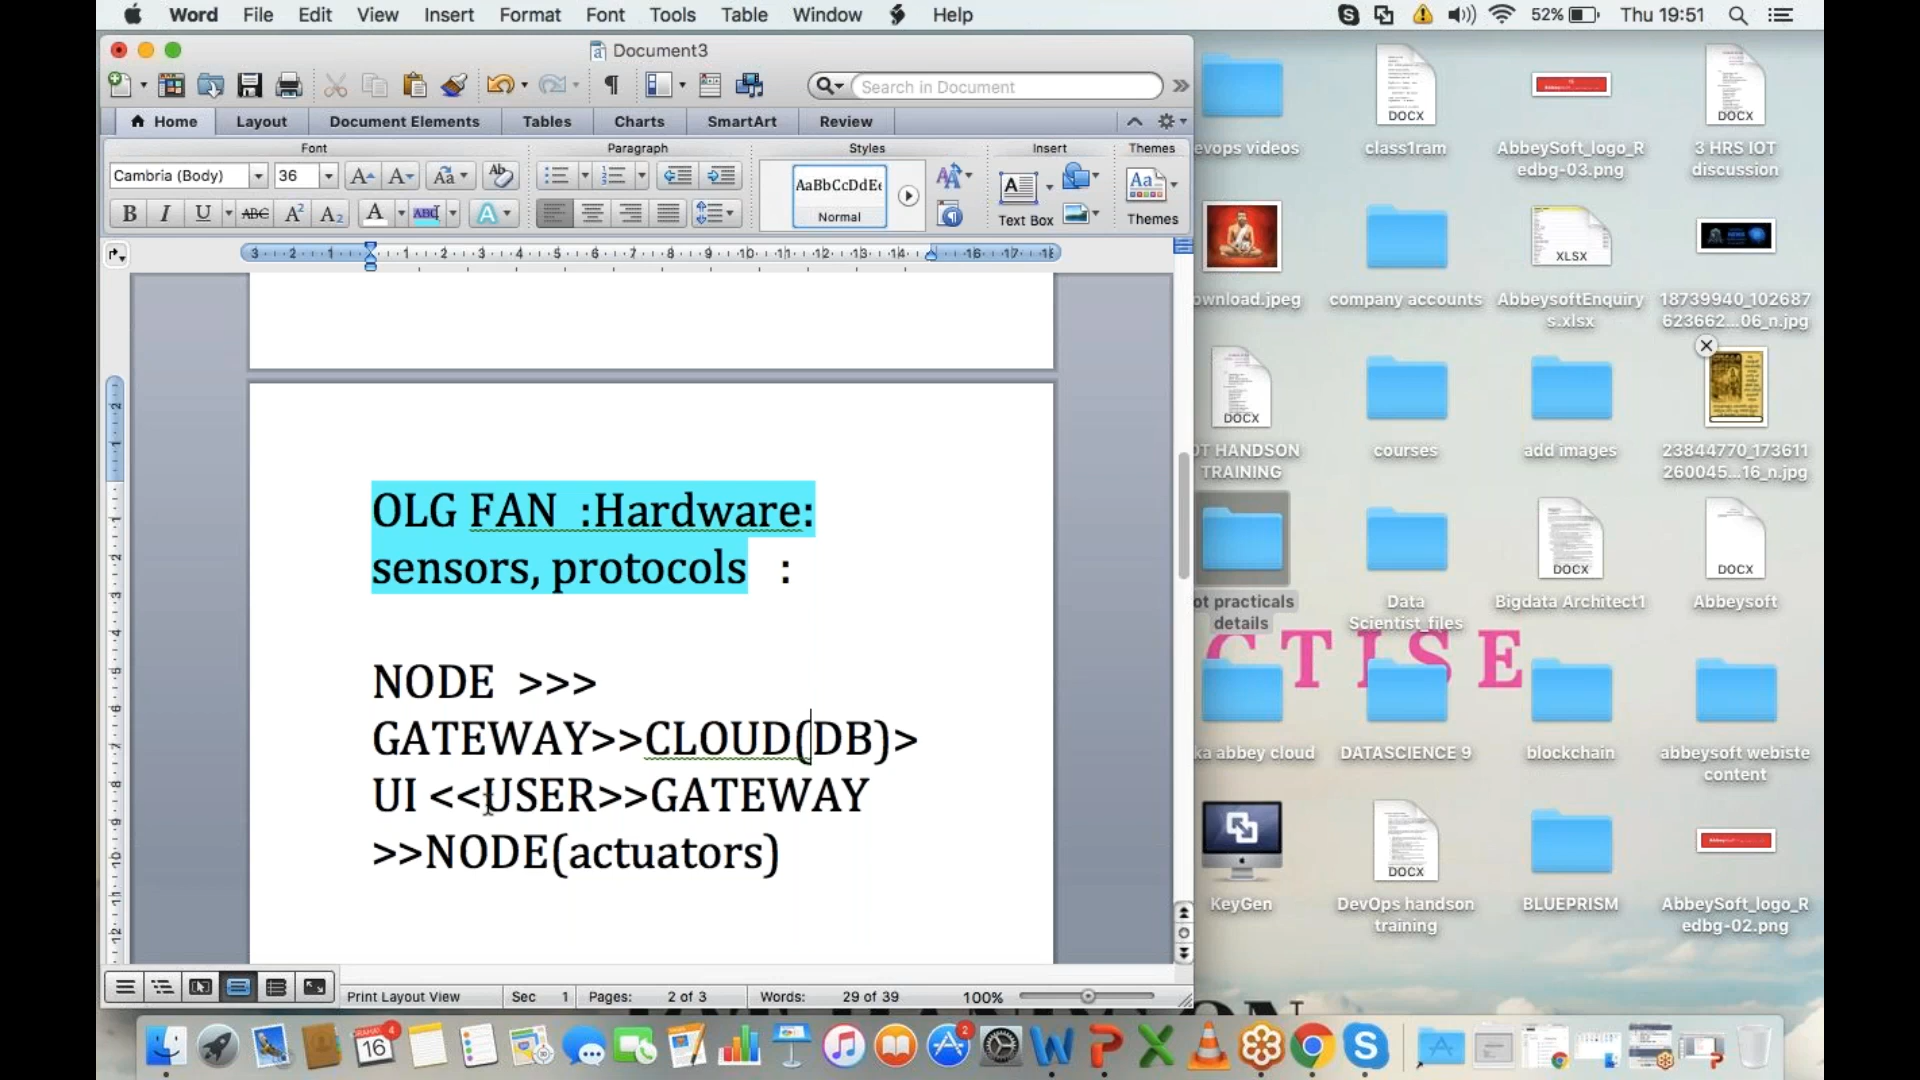 Word File Edit View Insert Format Font Tools Table Window Help
52% Thu 19:51
Document3
Search in Document
Home Layout Document Elements Tables Charts SmartArt Review
Font Paragraph Styles Insert Themes
Cambria (Body) 36
AaBbCcDdEe
Normal
Text Box
Themes
OLG FAN :Hardware:
sensors, protocols :
NODE >>>
GATEWAY>>CLOUD(DB)>
UI <<USER>>GATEWAY
>>NODE(actuators)
Print Layout View Sec 1 Pages: 2 of 3 Words: 29 of 39 100%
evops videos
class1ram
AbbeySoft_logo_R
edbg-03.png
3 HRS IOT
discussion
ownload.jpeg
company accounts
AbbeysoftEnquiry
s.xlsx
18739940_102687
623662...06_n.jpg
OT HANDSON
TRAINING
courses
add images
23844770_173611
260045...16_n.jpg
ot practicals
details
Data
Scientist_files
Bigdata Architect1
Abbeysoft
CTISE
ka abbey cloud
DATASCIENCE 9
blockchain
abbeysoft webiste
content
KeyGen
DevOps handson
training
BLUEPRISM
AbbeySoft_logo_R
edbg-02.png
DOCX
DOCX
XLSX
DOCX
DOCX
DOCX
DOCX
16